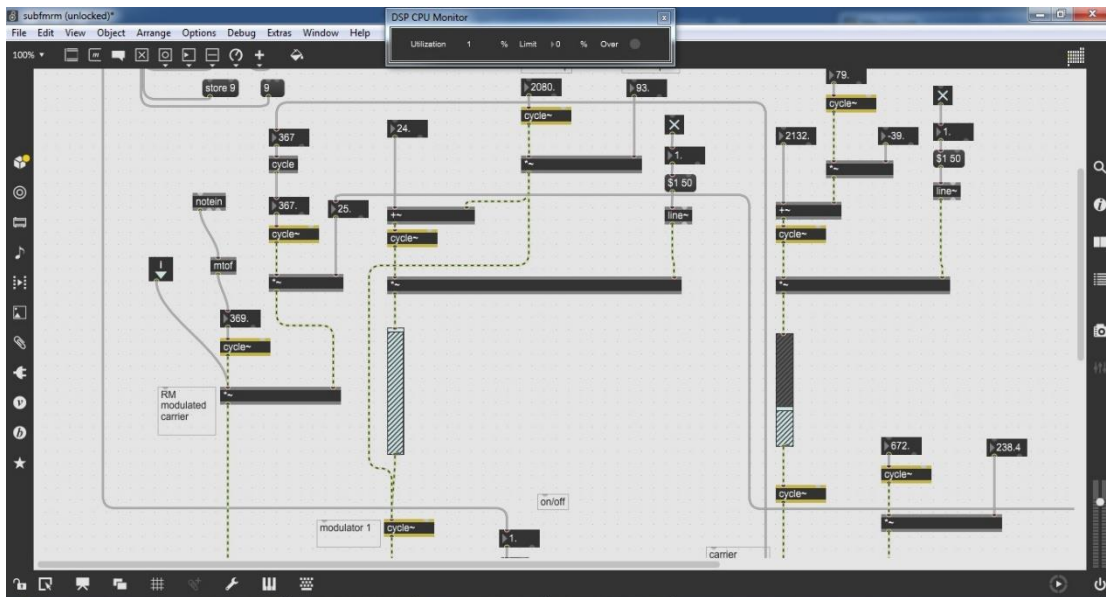 subfmrm (unlocked)*
DSP CPU Monitor
File Edit View Object Arrange Options Debug Extras Window Help
Utilization 1 % Limit 0 % Over
100%
store 9
9
2080.
93.
79.
cycle~
cycle~
367
24.
1.
2132.
-39.
1.
cycle
*~
*~
$1 50
$1 50
notein
367.
25.
+~
line~
+~
line~
cycle~
cycle~
cycle~
mtof
*~
*~
*~
369.
cycle~
RM
modulated
carrier
*~
672.
238.4
cycle~
cycle~
on/off
modulator 1
cycle~
1.
*~
carrier